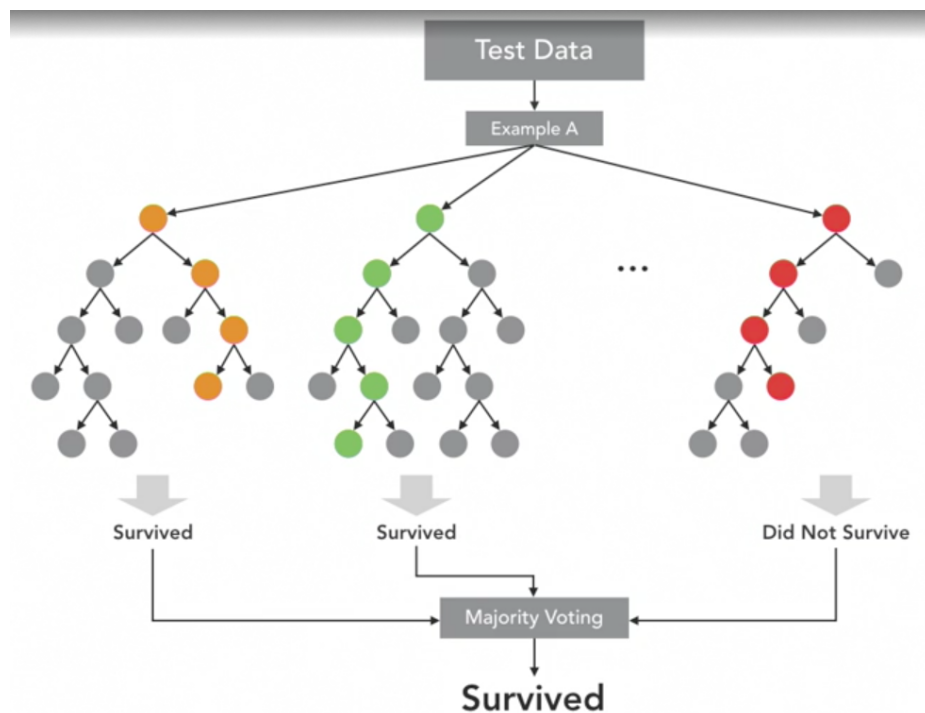 Test Data
Example A
...
Survived
Survived
Did Not Survive
Majority Voting
Survived